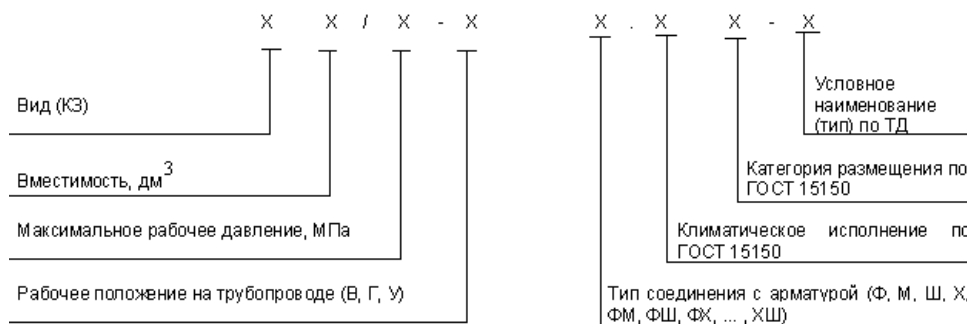 Х Х / Х - Х Х . Х Х - Х
Условное
наименование
(тип) по ТД
Вид (КЗ)
Категория размещения по
ГОСТ 15150
Вместимость, дм3
Климатическое исполнение по
ГОСТ 15150
Максимальное рабочее давление, МПа
Тип соединения с арматурой (Ф, М, Ш, Х,
ФМ, ФШ, ФХ, ... , ХШ)
Рабочее положение на трубопроводе (В, Г, У)